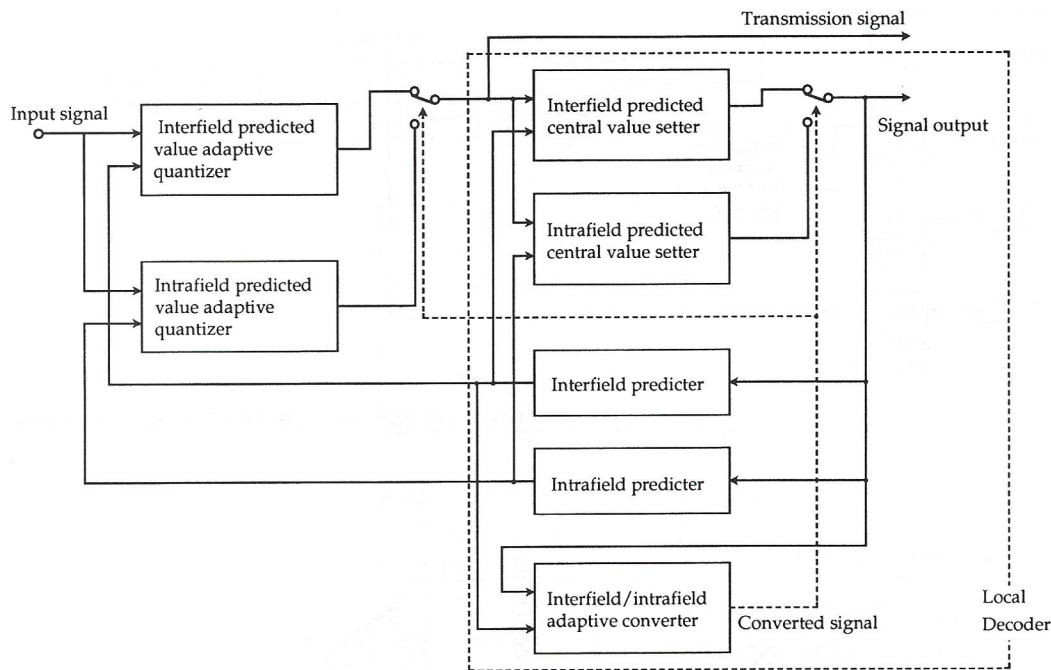 Transmission signal
Input signal
Interfield predicted
value adaptive
quantizer
Interfield predicted
central value setter
Signal output
Intrafield predicted
central value setter
Intrafield predicted
value adaptive
quantizer
Interfield predicter
Intrafield predicter
Interfield/intrafield
adaptive converter
Converted signal
Local
Decoder